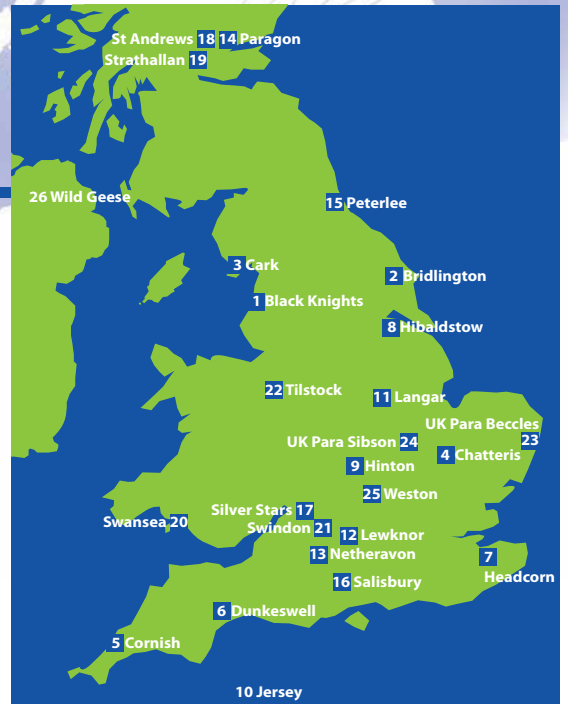 St Andrews 18 14 Paragon
Strathallan 19
26 Wild Geese
15 Peterlee
3 Cark
2 Bridlington
1 Black Knights
8 Hibaldstow
22 Tilstock
11 Langar
UK Para Beccles
23
UK Para Sibson 24
4 Chatteris
9 Hinton
25 Weston
Silver Stars 17
Swansea 20
Swindon 21
12 Lewknor
13 Netheravon
7
Headcorn
16 Salisbury
6 Dunkeswell
5 Cornish
10 Jersey